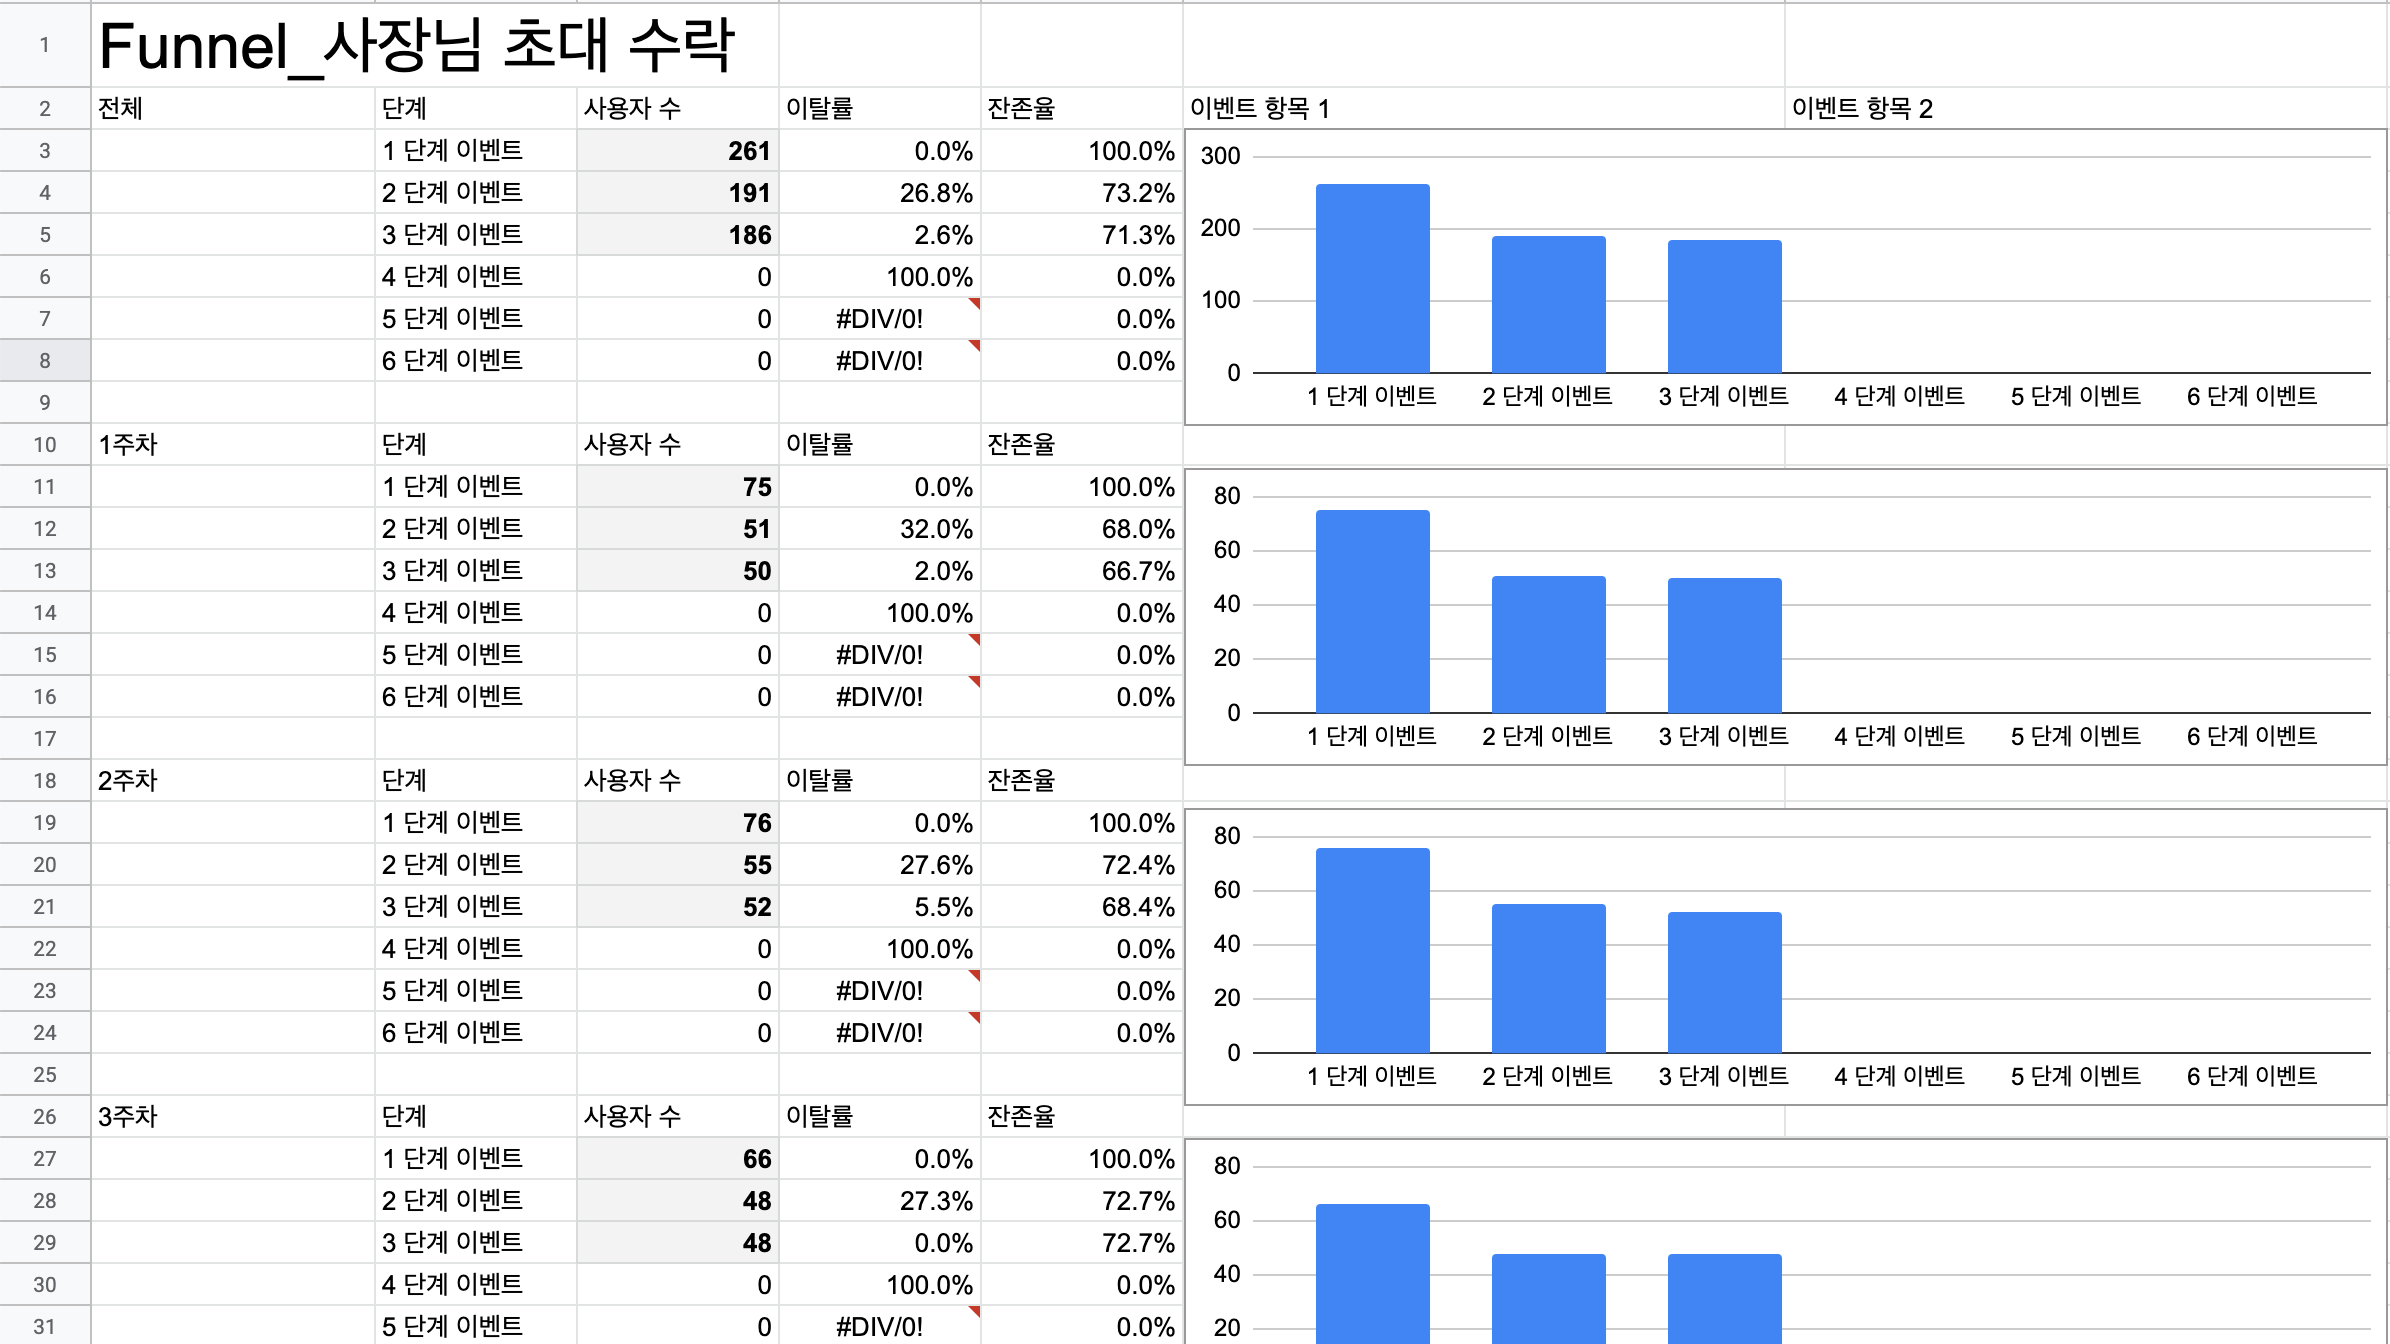 1 Funnel_사장님 초대 수락
2 전체 단계 사용자 수 이탈률 잔존율 이벤트 항목 1 이벤트 항목 2
3 1 단계 이벤트 261 0.0% 100.0%
4 2 단계 이벤트 191 26.8% 73.2%
5 3 단계 이벤트 186 2.6% 71.3%
6 4 단계 이벤트 0 100.0% 0.0%
7 5 단계 이벤트 0 #DIV/0! 0.0%
8 6 단계 이벤트 0 #DIV/0! 0.0%
9
300
200
100
0
1 단계 이벤트 2 단계 이벤트 3 단계 이벤트 4 단계 이벤트 5 단계 이벤트 6 단계 이벤트
10 1주차 단계 사용자 수 이탈률 잔존율
11 1 단계 이벤트 75 0.0% 100.0%
12 2 단계 이벤트 51 32.0% 68.0%
13 3 단계 이벤트 50 2.0% 66.7%
14 4 단계 이벤트 0 100.0% 0.0%
15 5 단계 이벤트 0 #DIV/0! 0.0%
16 6 단계 이벤트 0 #DIV/0! 0.0%
17
80
60
40
20
0
1 단계 이벤트 2 단계 이벤트 3 단계 이벤트 4 단계 이벤트 5 단계 이벤트 6 단계 이벤트
18 2주차 단계 사용자 수 이탈률 잔존율
19 1 단계 이벤트 76 0.0% 100.0%
20 2 단계 이벤트 55 27.6% 72.4%
21 3 단계 이벤트 52 5.5% 68.4%
22 4 단계 이벤트 0 100.0% 0.0%
23 5 단계 이벤트 0 #DIV/0! 0.0%
24 6 단계 이벤트 0 #DIV/0! 0.0%
25
80
60
40
20
0
1 단계 이벤트 2 단계 이벤트 3 단계 이벤트 4 단계 이벤트 5 단계 이벤트 6 단계 이벤트
26 3주차 단계 사용자 수 이탈률 잔존율
27 1 단계 이벤트 66 0.0% 100.0%
28 2 단계 이벤트 48 27.3% 72.7%
29 3 단계 이벤트 48 0.0% 72.7%
30 4 단계 이벤트 0 100.0% 0.0%
31 5 단계 이벤트 0 #DIV/0! 0.0%
80
60
40
20